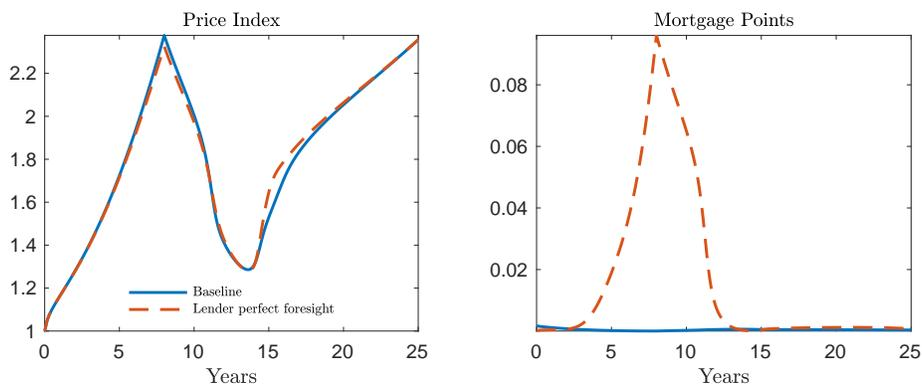 Price Index
2.2
2
1.8
1.6
1.4
1.2
1
Baseline
Lender perfect foresight
0 5 10 15 20 25
Years
Mortgage Points
0.08
0.06
0.04
0.02
0 5 10 15 20 25
Years